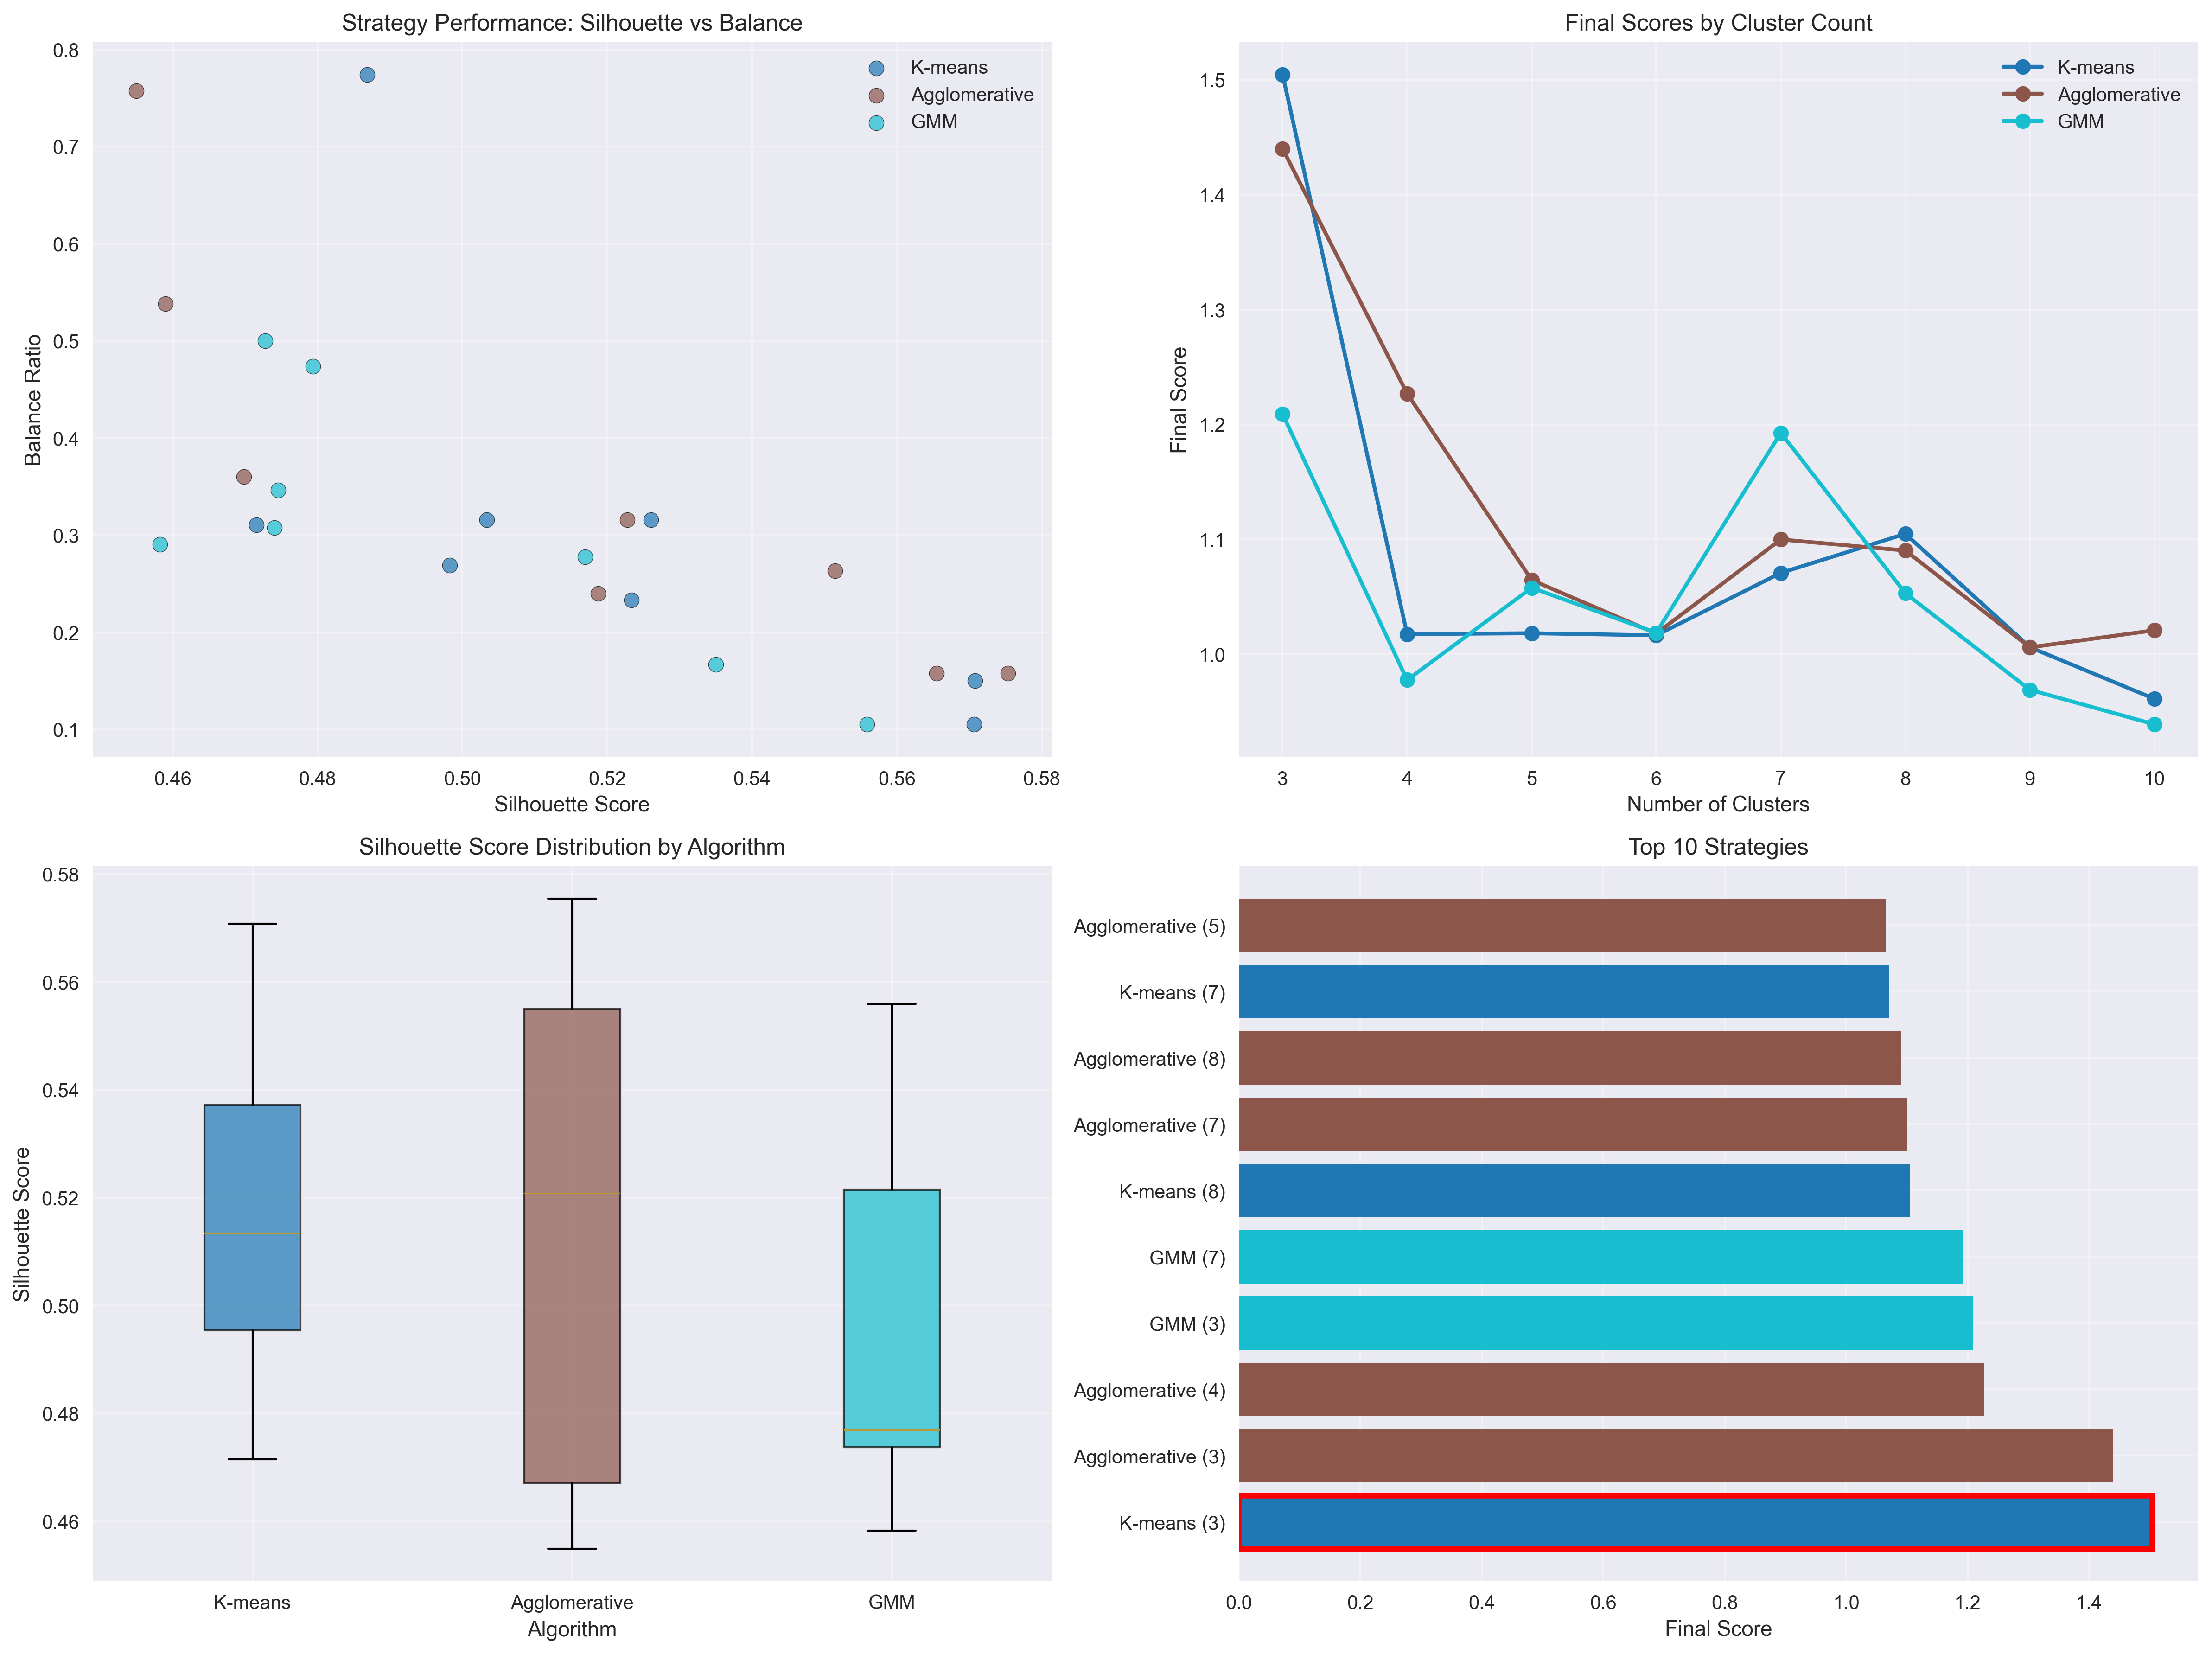 Strategy Performance: Silhouette vs Balance
K-means
Agglomerative
GMM
Balance Ratio
0.8
0.7
0.6
0.5
0.4
0.3
0.2
0.1
0.46 0.48 0.50 0.52 0.54 0.56 0.58
Silhouette Score
Final Scores by Cluster Count
K-means
Agglomerative
GMM
Final Score
1.5
1.4
1.3
1.2
1.1
1.0
3 4 5 6 7 8 9 10
Number of Clusters
Silhouette Score Distribution by Algorithm
Silhouette Score
0.58
0.56
0.54
0.52
0.50
0.48
0.46
K-means Agglomerative GMM
Algorithm
Top 10 Strategies
Agglomerative (5)
K-means (7)
Agglomerative (8)
Agglomerative (7)
K-means (8)
GMM (7)
GMM (3)
Agglomerative (4)
Agglomerative (3)
K-means (3)
0.0 0.2 0.4 0.6 0.8 1.0 1.2 1.4
Final Score